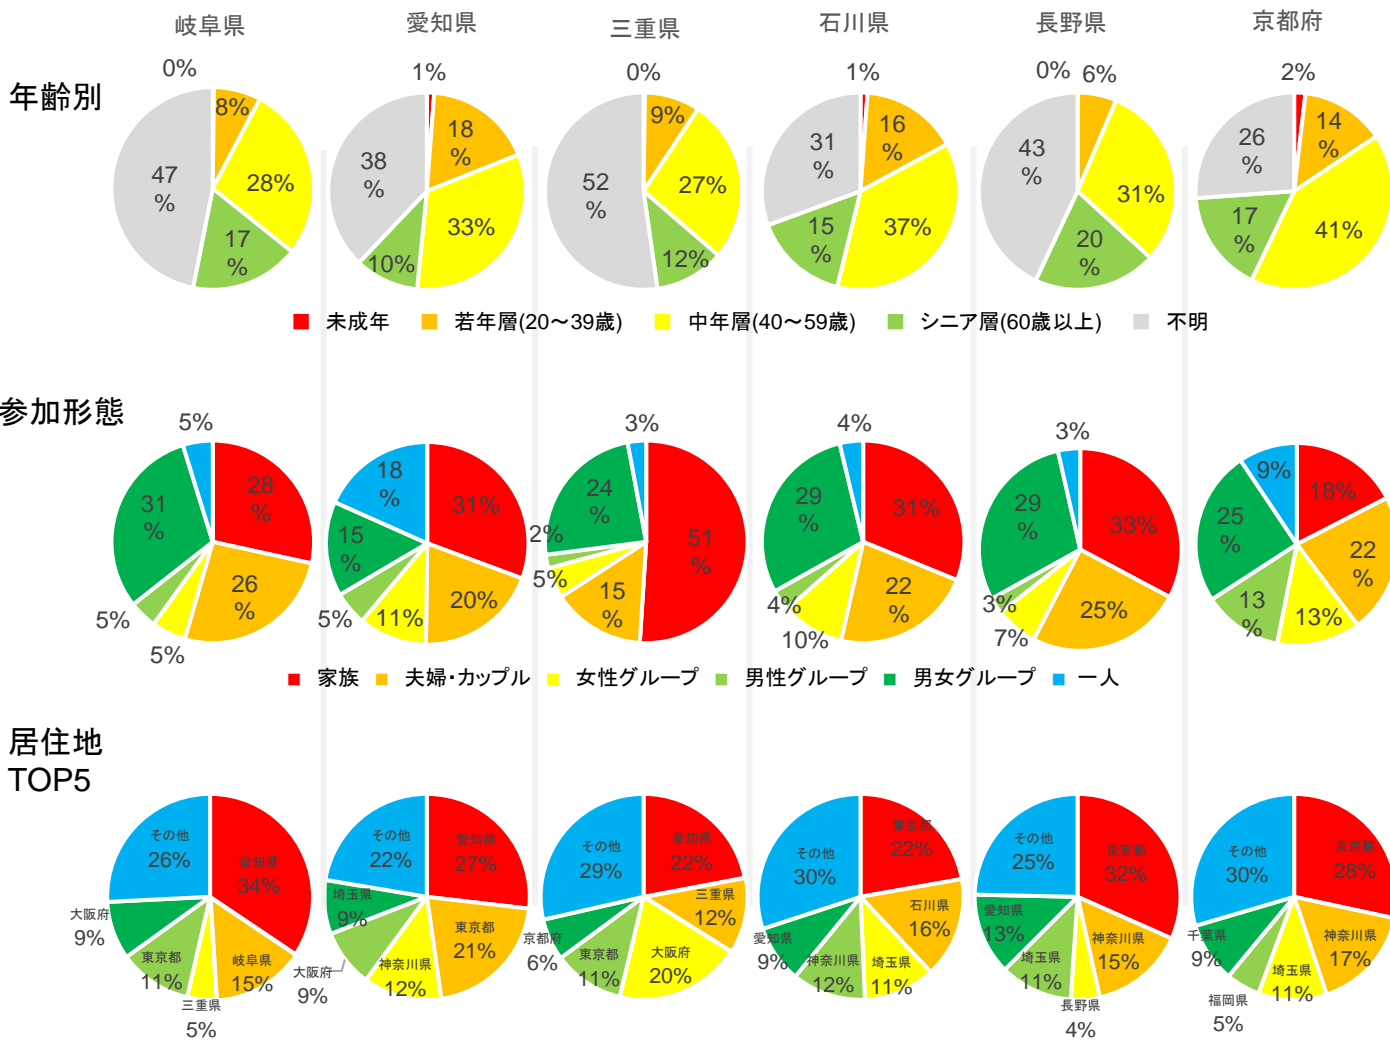 岐阜県
愛知県
三重県
石川県
長野県
京都府
年齢別
0%
8%
28%
17
%
47
%
1%
18
%
33%
10%
38
%
0%
9%
27%
12%
52
%
1%
16
%
37%
15
%
31
%
0%
6%
31%
20
%
43
%
2%
14
%
41%
17
%
26
%
未成年
若年層(20～39歳)
中年層(40～59歳)
シニア層(60歳以上)
不明
参加形態
28
%
26
%
5%
5%
31
%
5%
31%
20%
11%
5%
15
%
18
%
51
%
15
%
5%
2%
24
%
3%
31%
22
%
10%
4%
29
%
4%
33%
25%
7%
3%
29
%
3%
18%
22
%
13%
13
%
25
%
9%
家族
夫婦・カップル
女性グループ
男性グループ
男女グループ
一人
居住地
TOP5
愛知県
34%
岐阜県
15%
三重県
5%
東京都
11%
大阪府
9%
その他
26%
愛知県
27%
東京都
21%
神奈川県
12%
大阪府
9%
埼玉県
9%
その他
22%
愛知県
22%
三重県
12%
大阪府
20%
東京都
11%
京都府
6%
その他
29%
東京都
22%
石川県
16%
埼玉県
11%
神奈川県
12%
愛知県
9%
その他
30%
東京都
32%
神奈川県
15%
長野県
4%
埼玉県
11%
愛知県
13%
その他
25%
東京都
28%
神奈川県
17%
埼玉県
11%
福岡県
5%
千葉県
9%
その他
30%